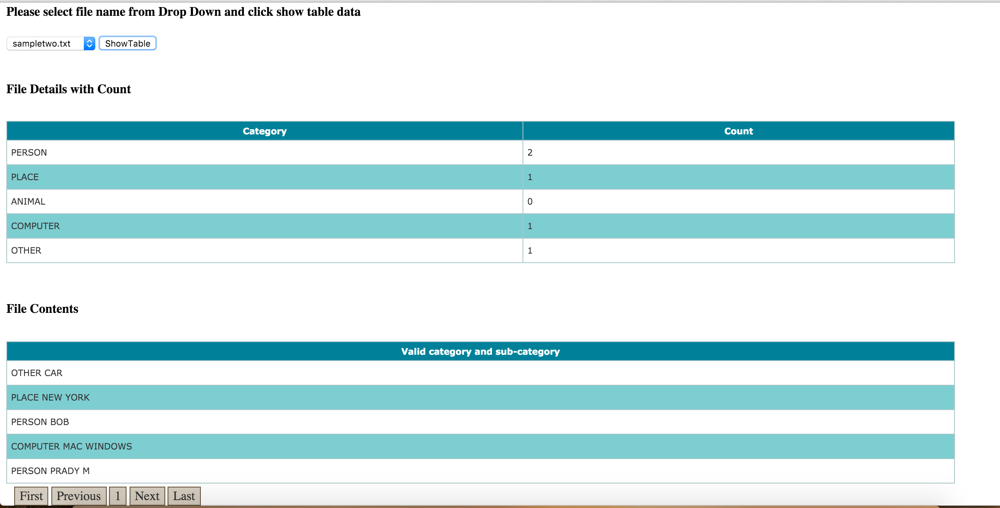 Please select file name from Drop Down and click show table data
sampletwo.txt ShowTable
File Details with Count
Category Count
PERSON 2
PLACE 1
ANIMAL 0
COMPUTER 1
OTHER 1
File Contents
Valid category and sub-category
OTHER CAR
PLACE NEW YORK
PERSON BOB
COMPUTER MAC WINDOWS
PERSON PRADY M
First Previous 1 Next Last